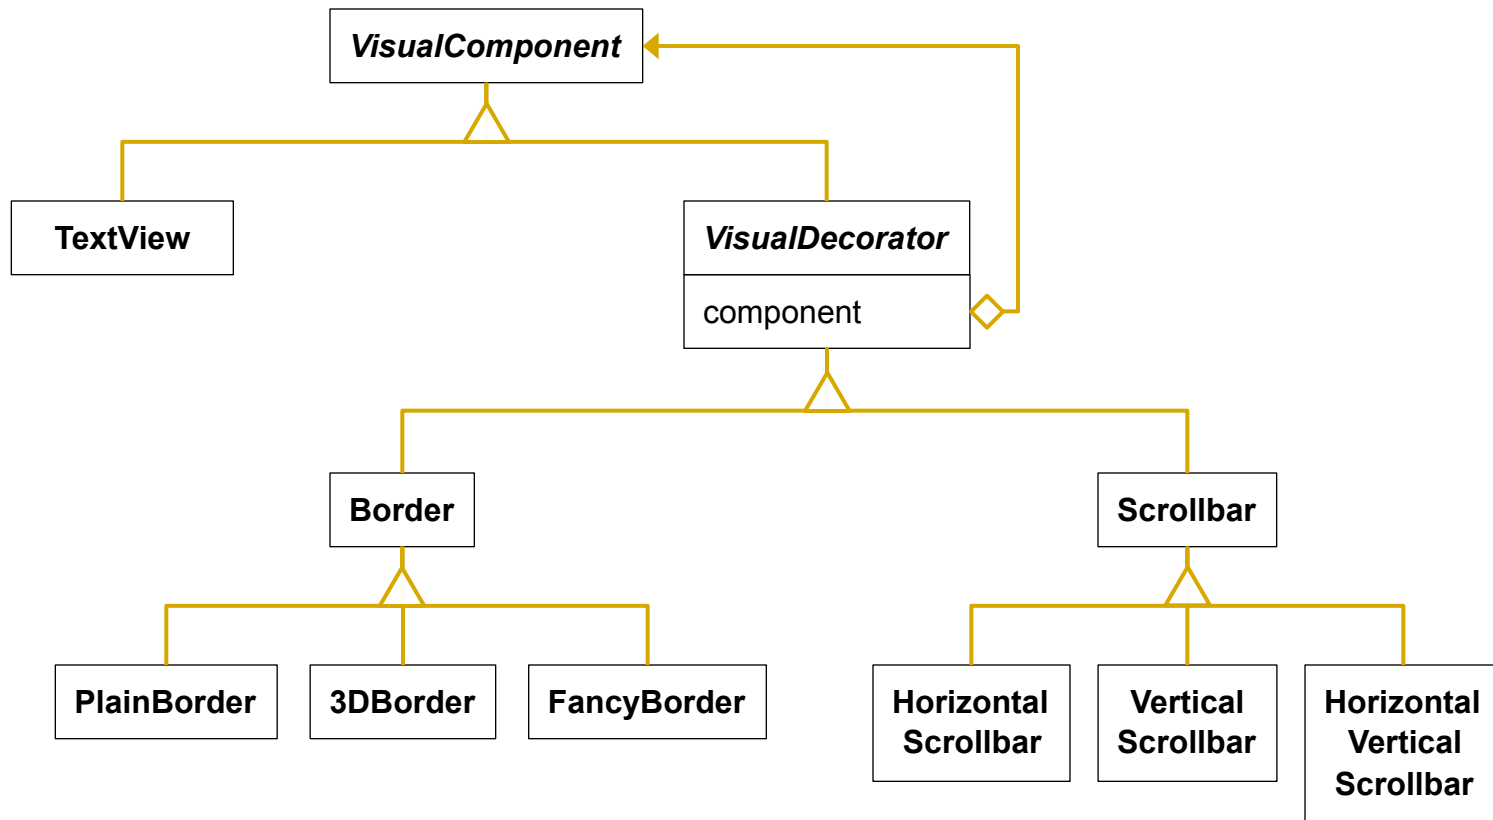 VisualComponent
TextView
VisualDecorator
component
Border
Scrollbar
PlainBorder
3DBorder
FancyBorder
Horizontal
Scrollbar
Vertical
Scrollbar
Horizontal
Vertical
Scrollbar